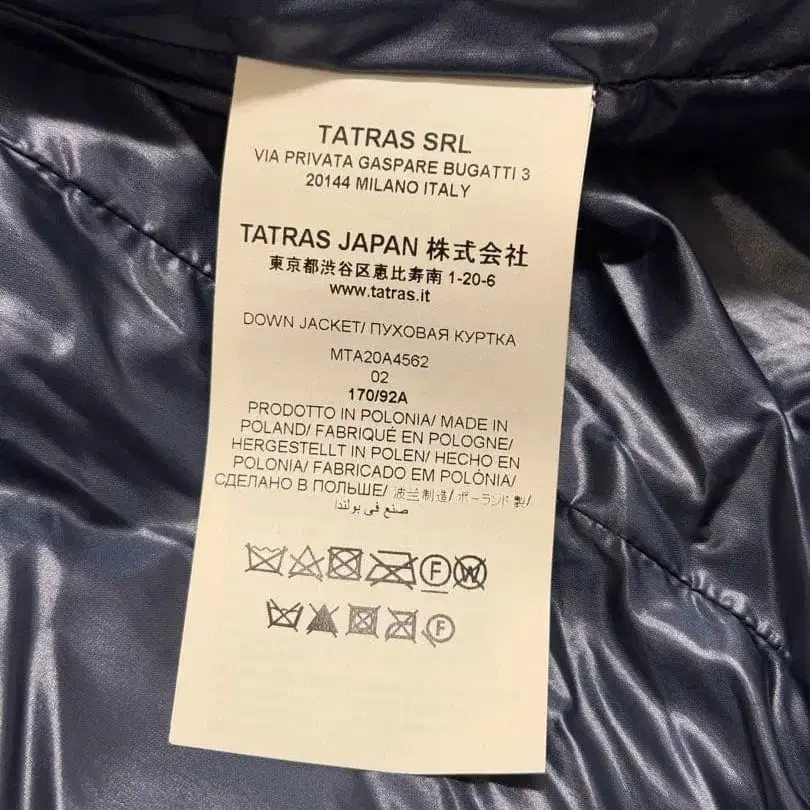 TATRAS SRL
VIA PRIVATA GASPARE BUGATTI 3
20144 MILANO ITALY
TATRAS JAPAN 株式会社
東京都渋谷区恵比寿南 1-20-6
www.tatras.it
DOWN JACKET/ ПУХОВАЯ КУРТКА
MTA20A4562
02
170/92A
PRODOTTO IN POLONIA/ MADE IN
POLAND/ FABRIQUÉ EN POLOGNE/
HERGESTELLT IN POLEN/ HECHO EN
POLONIA/ FABRICADO EM POLÓNIA/
СДЕЛАНО В ПОЛЬШЕ/ 波兰制造/ ポーランド製/
صنع في بولندا
F W
F